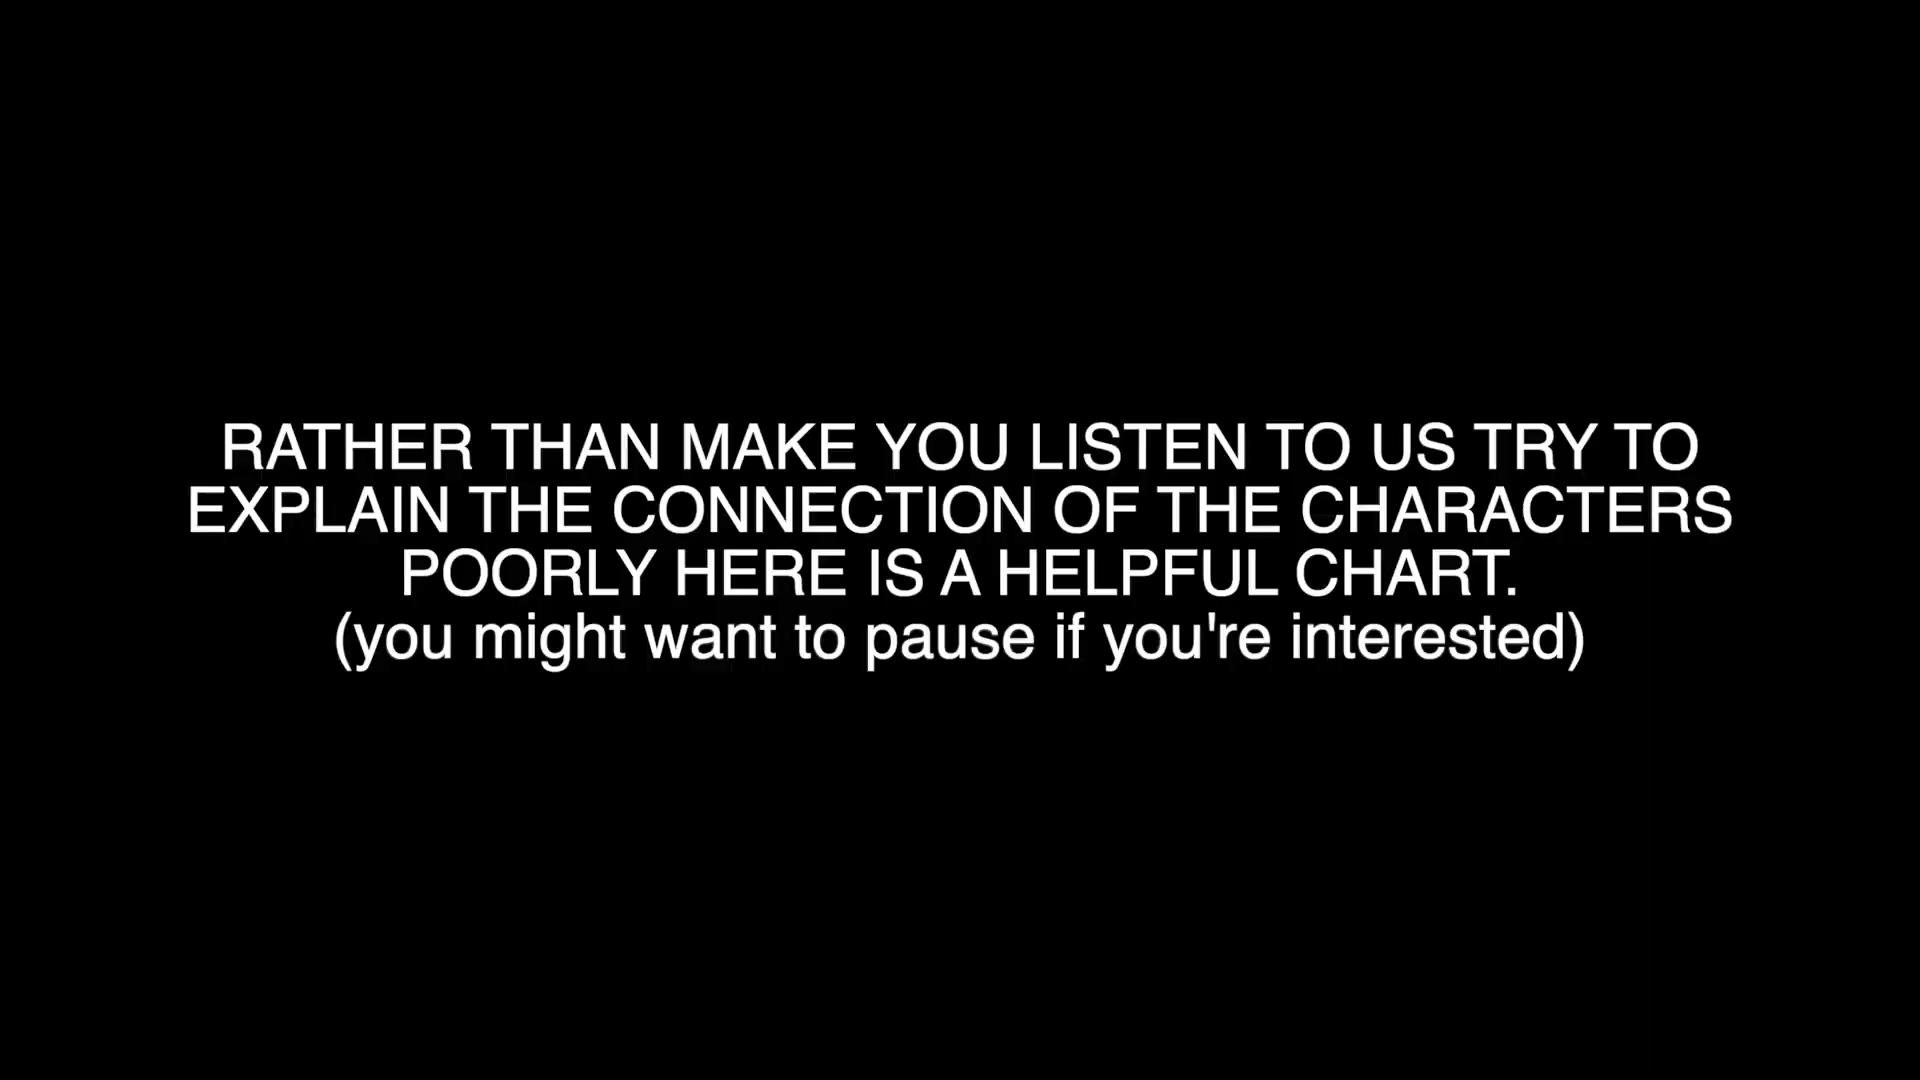 RATHER THAN MAKE YOU LISTEN TO US TRY TO
EXPLAIN THE CONNECTION OF THE CHARACTERS
POORLY HERE IS A HELPFUL CHART.
(you might want to pause if you're interested)